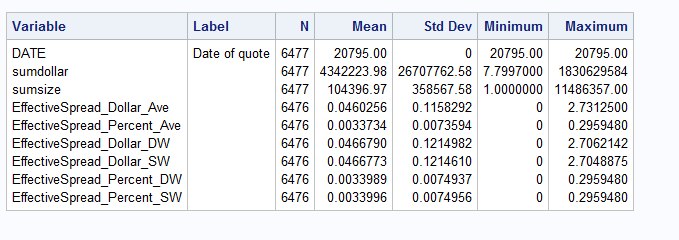 Variable Label N Mean Std Dev Minimum Maximum
DATE Date of quote 6477 20795.00 0 20795.00 20795.00
sumdollar 6477 4342223.98 26707762.58 7.7997000 1830629584
sumsize 6477 104396.97 358567.58 1.0000000 11486357.00
EffectiveSpread_Dollar_Ave 6476 0.0460256 0.1158292 0 2.7312500
EffectiveSpread_Percent_Ave 6476 0.0033734 0.0073594 0 0.2959480
EffectiveSpread_Dollar_DW 6476 0.0466790 0.1214982 0 2.7062142
EffectiveSpread_Dollar_SW 6476 0.0466773 0.1214610 0 2.7048875
EffectiveSpread_Percent_DW 6476 0.0033989 0.0074937 0 0.2959480
EffectiveSpread_Percent_SW 6476 0.0033996 0.0074956 0 0.2959480